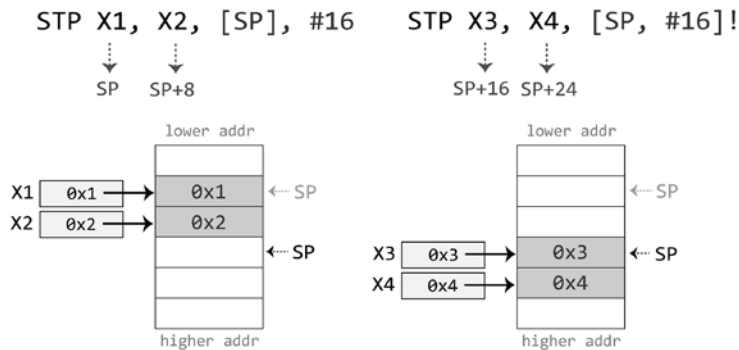 STP X1, X2, [SP], #16
SP SP+8
lower addr
X1 0x1 0x1 SP
X2 0x2 0x2
SP
higher addr
STP X3, X4, [SP, #16]!
SP+16 SP+24
lower addr
SP
X3 0x3 0x3 SP
X4 0x4 0x4
higher addr